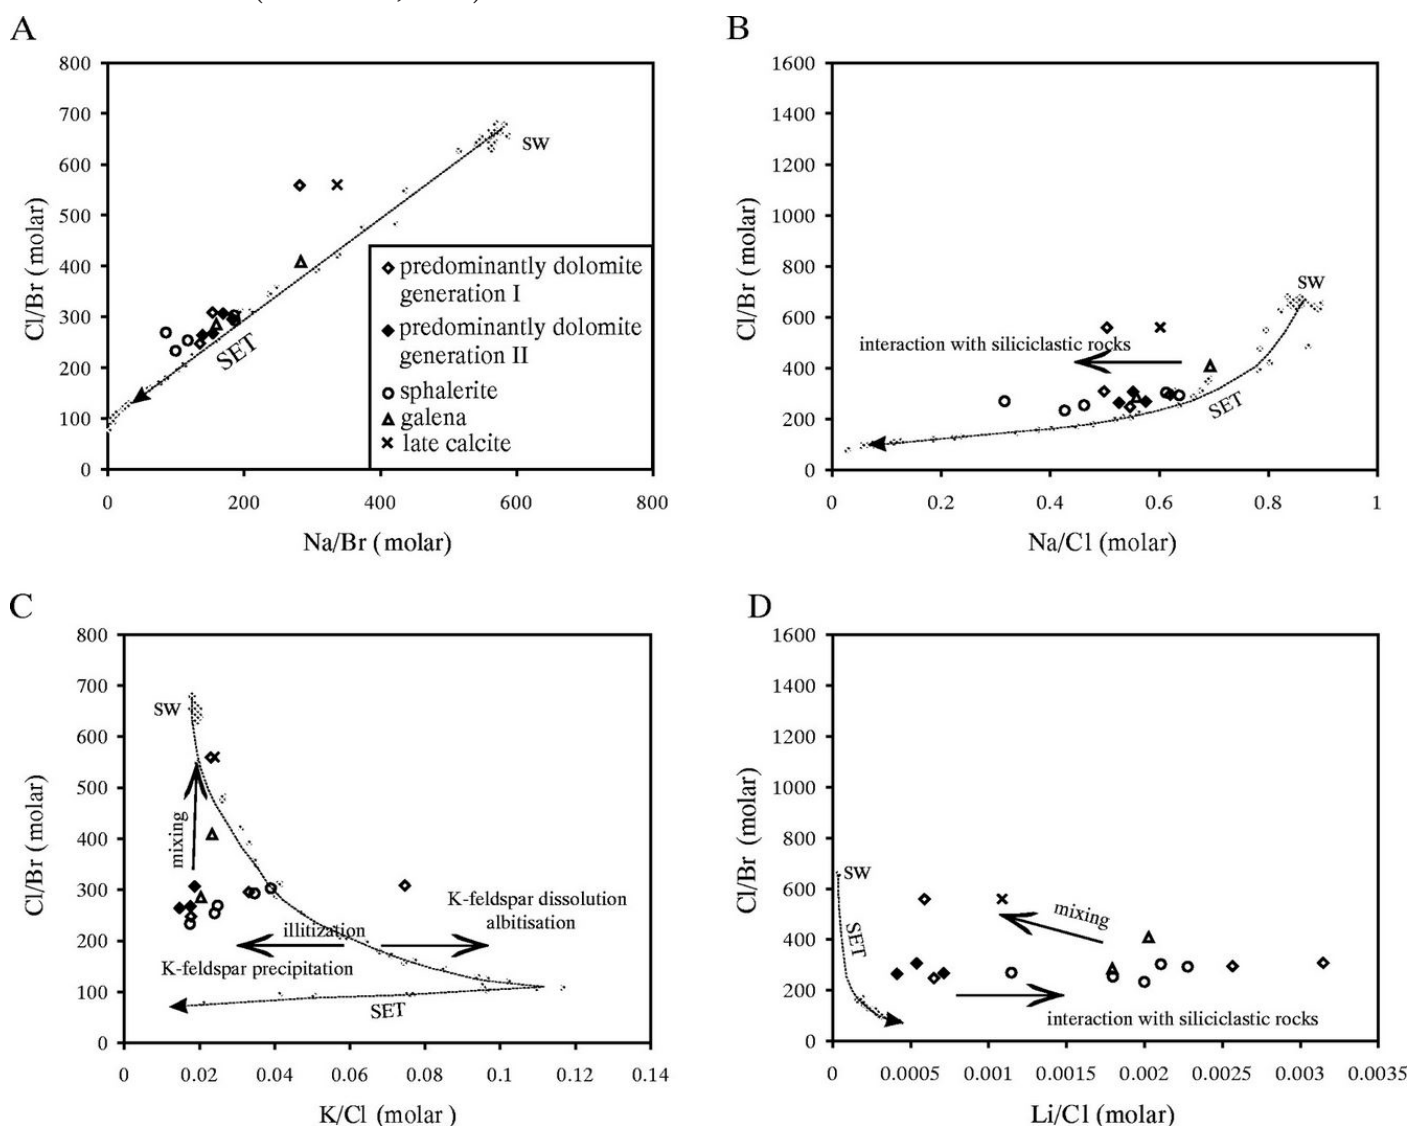 A
800
700
600
500
400
300
200
100
0
Cl/Br (molar)
SW
SET
predominantly dolomite
generation I
predominantly dolomite
generation II
sphalerite
galena
late calcite
0
200
400
600
800
Na/Br (molar)
B
1600
1400
1200
1000
800
600
400
200
0
Cl/Br (molar)
SW
interaction with siliciclastic rocks
SET
0
0.2
0.4
0.6
0.8
1
Na/Cl (molar)
C
800
700
600
500
400
300
200
100
0
Cl/Br (molar)
SW
mixing
K-feldspar dissolution
albitisation
illitization
K-feldspar precipitation
SET
0
0.02
0.04
0.06
0.08
0.1
0.12
0.14
K/Cl (molar )
D
1600
1400
1200
1000
800
600
400
200
0
Cl/Br (molar)
SW
SET
mixing
interaction with siliciclastic rocks
0
0.0005
0.001
0.0015
0.002
0.0025
0.003
0.0035
Li/Cl (molar)